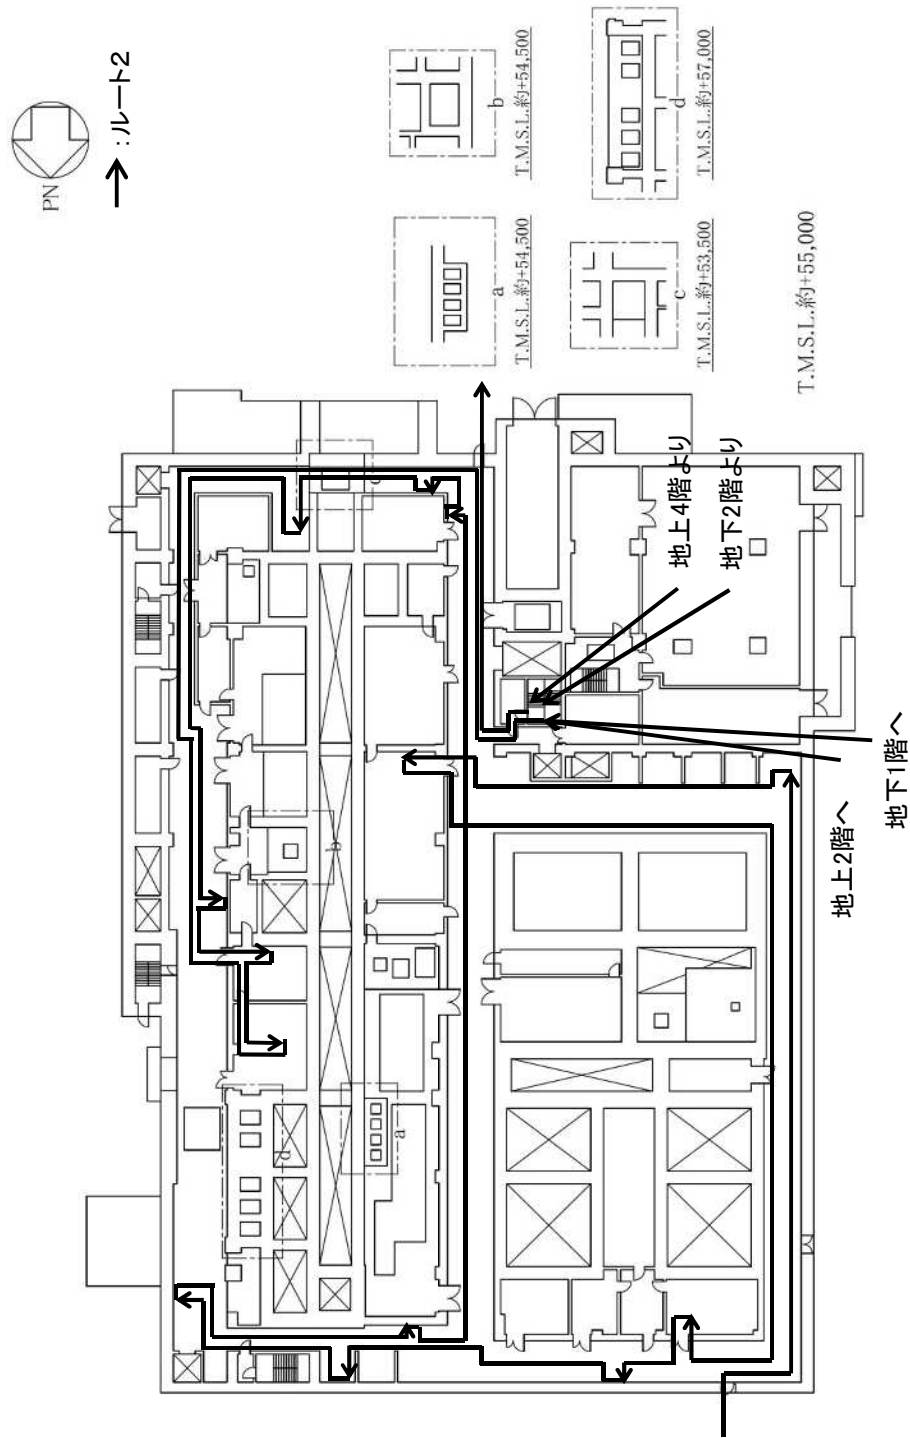 PN
➡：ルート2
a
T.M.S.L.約+54,500
b
T.M.S.L.約+54,500
c
T.M.S.L.約+53,500
d
T.M.S.L.約+57,000
T.M.S.L.約+55,000
地上4階より
地下2階より
地上2階へ
地下1階へ
a
b
c
d